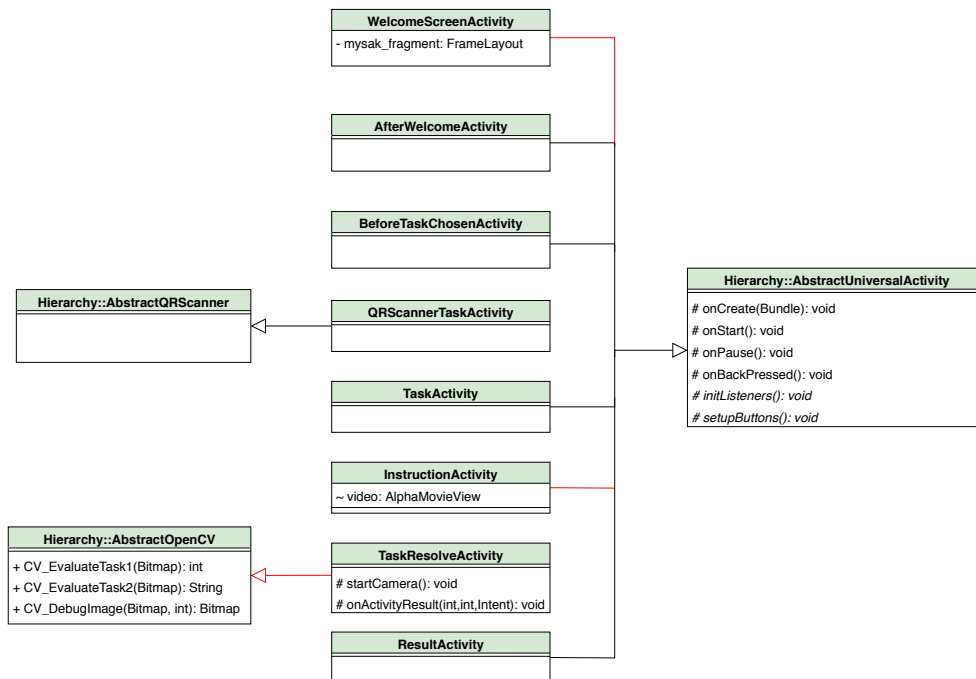 WelcomeScreenActivity
- mysak_fragment: FrameLayout
AfterWelcomeActivity
BeforeTaskChosenActivity
Hierarchy::AbstractUniversalActivity
# onCreate(Bundle): void
# onStart(): void
# onPause(): void
# onBackPressed(): void
# initListeners(): void
# setupButtons(): void
Hierarchy::AbstractQRScanner
QRScannerTaskActivity
TaskActivity
InstructionActivity
~ video: AlphaMovieView
Hierarchy::AbstractOpenCV
+ CV_EvaluateTask1(Bitmap): int
+ CV_EvaluateTask2(Bitmap): String
+ CV_DebugImage(Bitmap, int): Bitmap
TaskResolveActivity
# startCamera(): void
# onActivityResult(int,int,Intent): void
ResultActivity